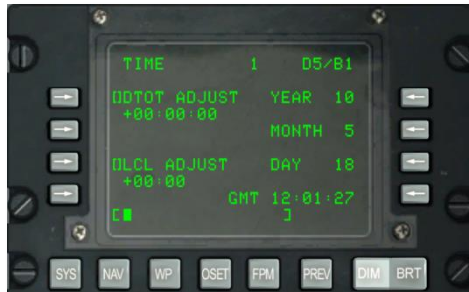 TIME 1 D5/B1
[]DTOT ADJUST YEAR 10
+00:00:00
MONTH 5
[]LCL ADJUST DAY 18
+00:00
GMT 12:01:27
[ ]
SYS NAV WP OSET FPM PREV DIM BRT